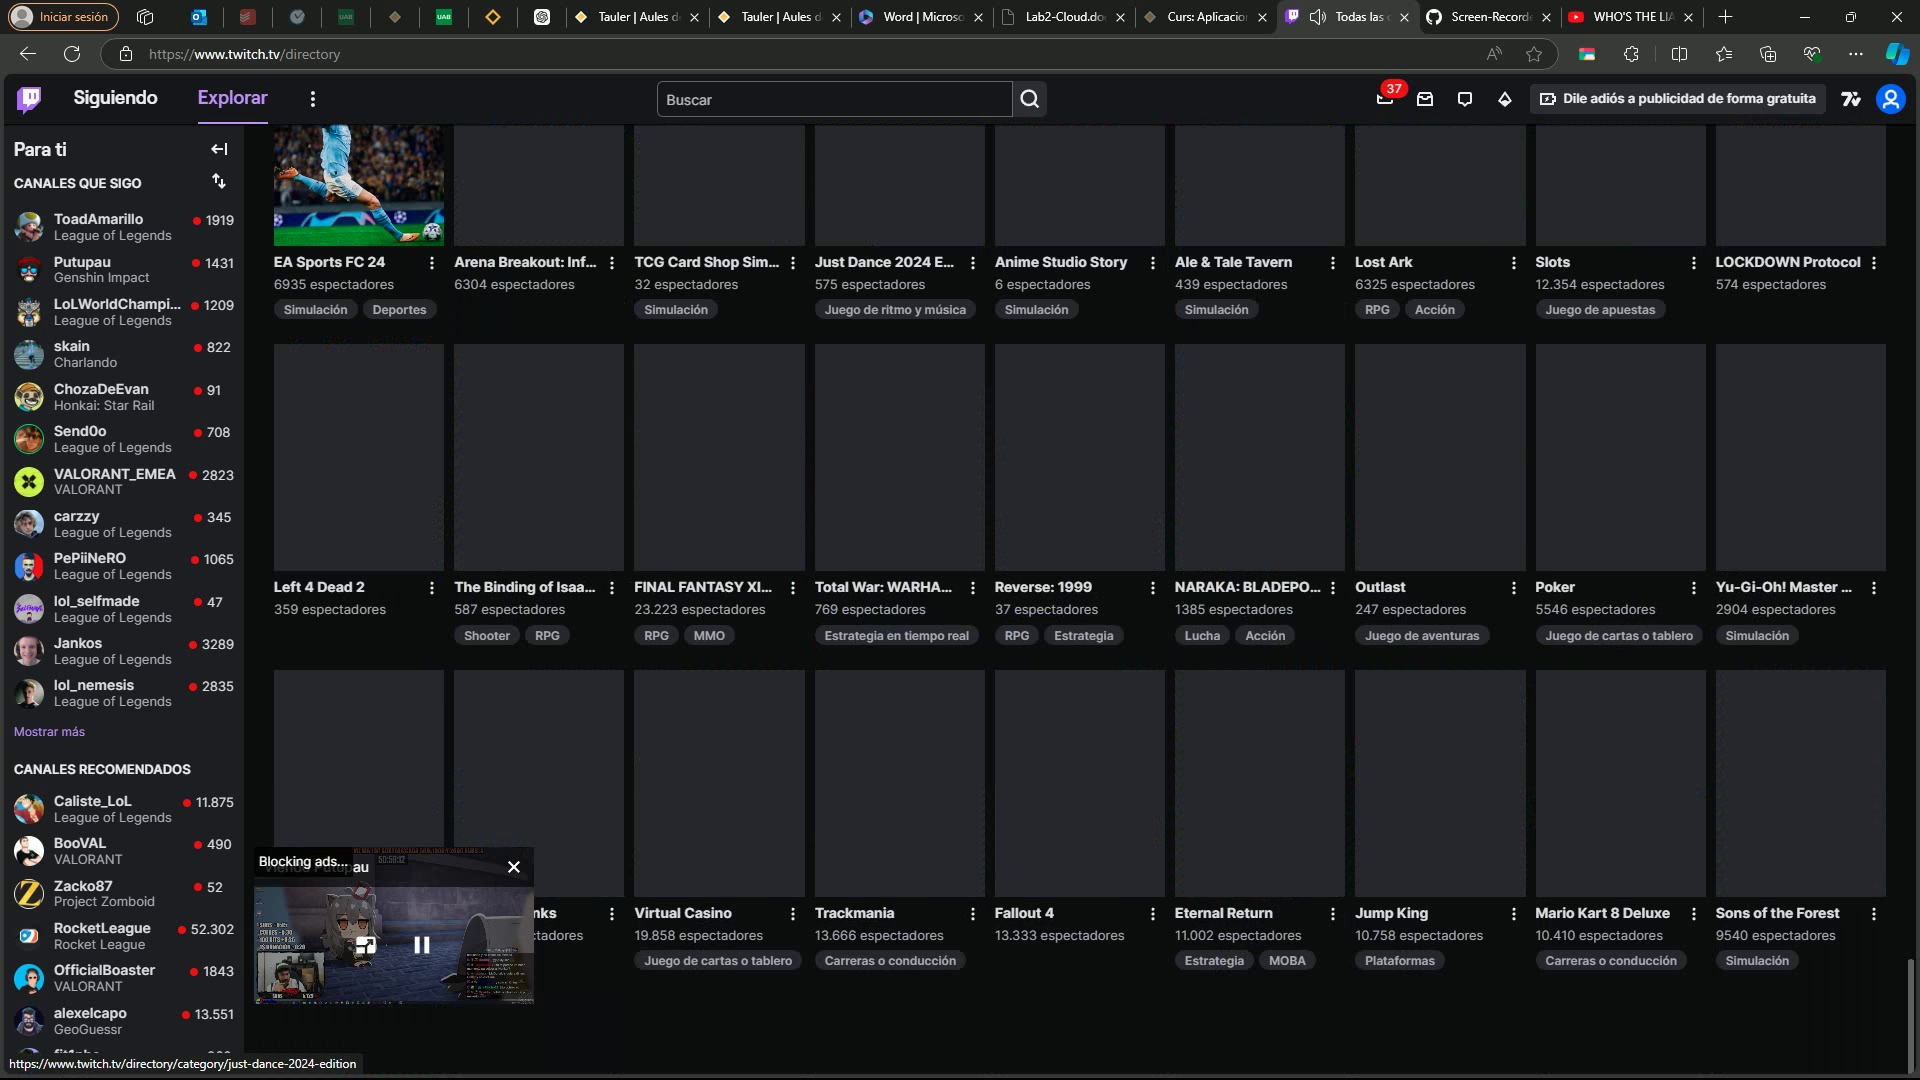 Iniciar sesión
UAB
UAB
Tauler | Aules d
Tauler | Aules d
Word | Microso
Lab2-Cloud.do
Curs: Aplicacion
Todas las
Screen-Record
WHO'S THE LIA
https://www.twitch.tv/directory
Siguiendo
Explorar
Buscar
37
Dile adiós a publicidad de forma gratuita
Para ti
CANALES QUE SIGO
ToadAmarillo
1919
League of Legends
Putupau
1431
Genshin Impact
LoLWorldChampi...
1209
League of Legends
skain
822
Charlando
ChozaDeEvan
91
Honkai: Star Rail
Send0o
708
League of Legends
VALORANT_EMEA
2823
VALORANT
carzzy
345
League of Legends
PePiiNeRO
1065
League of Legends
lol_selfmade
47
League of Legends
Jankos
3289
League of Legends
lol_nemesis
2835
League of Legends
Mostrar más
CANALES RECOMENDADOS
Caliste_LoL
11.875
League of Legends
BooVAL
490
VALORANT
Zacko87
52
Project Zomboid
RocketLeague
52.302
Rocket League
OfficialBoaster
1843
VALORANT
alexelcapo
13.551
GeoGuessr
EA Sports FC 24
6935 espectadores
Simulación
Deportes
Arena Breakout: Inf...
6304 espectadores
TCG Card Shop Sim...
32 espectadores
Simulación
Just Dance 2024 E...
575 espectadores
Juego de ritmo y música
Anime Studio Story
6 espectadores
Simulación
Ale & Tale Tavern
439 espectadores
Simulación
Lost Ark
6325 espectadores
RPG
Acción
Slots
12.354 espectadores
Juego de apuestas
LOCKDOWN Protocol
574 espectadores
Left 4 Dead 2
359 espectadores
The Binding of Isaa...
587 espectadores
Shooter
RPG
FINAL FANTASY XI...
23.223 espectadores
RPG
MMO
Total War: WARHA...
769 espectadores
Estrategia en tiempo real
Reverse: 1999
37 espectadores
RPG
Estrategia
NARAKA: BLADEPO...
1385 espectadores
Lucha
Acción
Outlast
247 espectadores
Juego de aventuras
Poker
5546 espectadores
Juego de cartas o tablero
Yu-Gi-Oh! Master ...
2904 espectadores
Simulación
Blocking ads...
Viendo Putupau
nks
ctadores
Virtual Casino
19.858 espectadores
Juego de cartas o tablero
Trackmania
13.666 espectadores
Carreras o conducción
Fallout 4
13.333 espectadores
Eternal Return
11.002 espectadores
Estrategia
MOBA
Jump King
10.758 espectadores
Plataformas
Mario Kart 8 Deluxe
10.410 espectadores
Carreras o conducción
Sons of the Forest
9540 espectadores
Simulación
https://www.twitch.tv/directory/category/just-dance-2024-edition